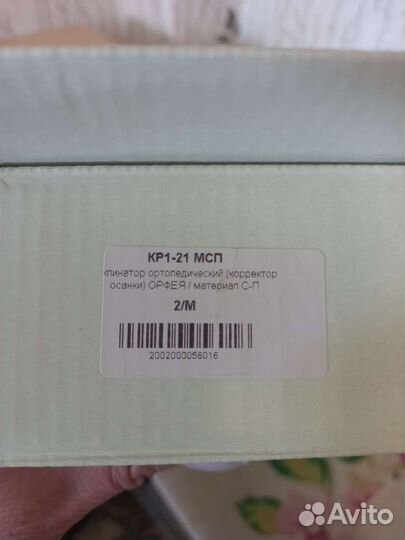 КР1-21 МСП
клинатор ортопедический (корректор
осанки) ОРФЕЯ / материал С-П
2/М
2002000056016
Avito